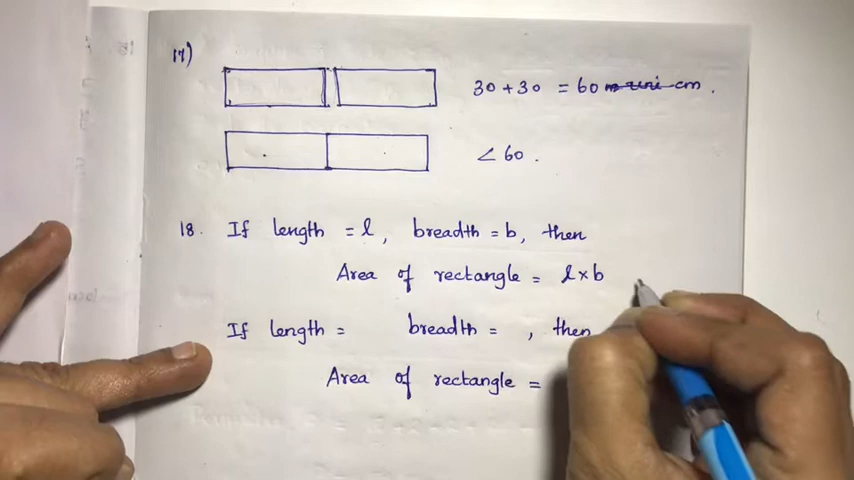 17)
30 + 30 = 60 cm .
< 60 .
18. If length = l, breadth = b, then
Area of rectangle = l × b
If length = breadth = , then
Area of rectangle =